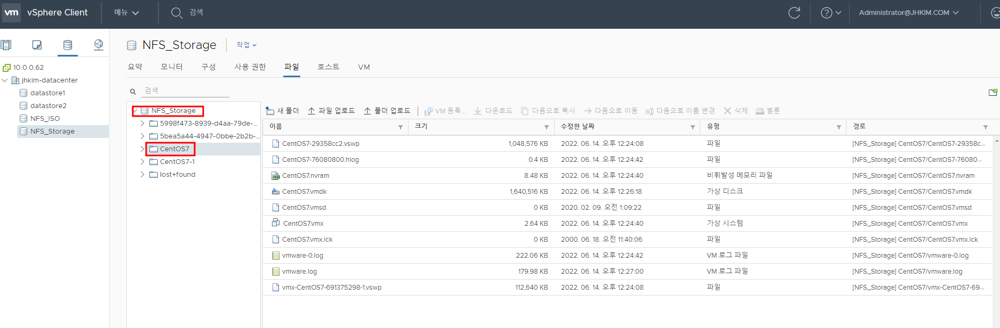 vm vSphere Client 메뉴 검색 Administrator@JHKIM.COM
NFS_Storage 작업
요약 모니터 구성 사용 권한 파일 호스트 VM
10.0.0.62
jhkim-datacenter
datastore1
datastore2
NFS_ISO
NFS_Storage
검색
NFS_Storage
5998f473-8939-d4aa-79de-...
5bea5a44-4947-0bbe-2b2b-...
CentOS7
CentOS7-1
lost+found
새 폴더 파일 업로드 폴더 업로드 VM 등록... 다운로드 다음으로 복사 다음으로 이동 다음으로 이름 변경 삭제 벌룬
이름 크기 수정한 날짜 유형 경로
CentOS7-29358cc2.vswp 1,048,576 KB 2022. 06. 14. 오후 12:24:08 파일 [NFS_Storage] CentOS7/CentOS7-29358c...
CentOS7-76080800.hlog 0.4 KB 2022. 06. 14. 오후 12:24:42 파일 [NFS_Storage] CentOS7/CentOS7-76080...
CentOS7.nvram 8.48 KB 2022. 06. 14. 오후 12:24:40 비휘발성 메모리 파일 [NFS_Storage] CentOS7/CentOS7.nvram
CentOS7.vmdk 1,640,516 KB 2022. 06. 14. 오후 12:26:18 가상 디스크 [NFS_Storage] CentOS7/CentOS7.vmdk
CentOS7.vmsd 0 KB 2020. 02. 09. 오전 1:09:22 파일 [NFS_Storage] CentOS7/CentOS7.vmsd
CentOS7.vmx 2.64 KB 2022. 06. 14. 오후 12:24:40 가상 시스템 [NFS_Storage] CentOS7/CentOS7.vmx
CentOS7.vmx.lck 0 KB 2000. 06. 18. 오전 11:40:06 파일 [NFS_Storage] CentOS7/CentOS7.vmx.lck
vmware-0.log 222.06 KB 2022. 06. 14. 오후 12:24:42 VM 로그 파일 [NFS_Storage] CentOS7/vmware-0.log
vmware.log 179.98 KB 2022. 06. 14. 오후 12:27:00 VM 로그 파일 [NFS_Storage] CentOS7/vmware.log
vmx-CentOS7-691375298-1.vswp 112,640 KB 2022. 06. 14. 오후 12:24:08 파일 [NFS_Storage] CentOS7/vmx-CentOS7-69...